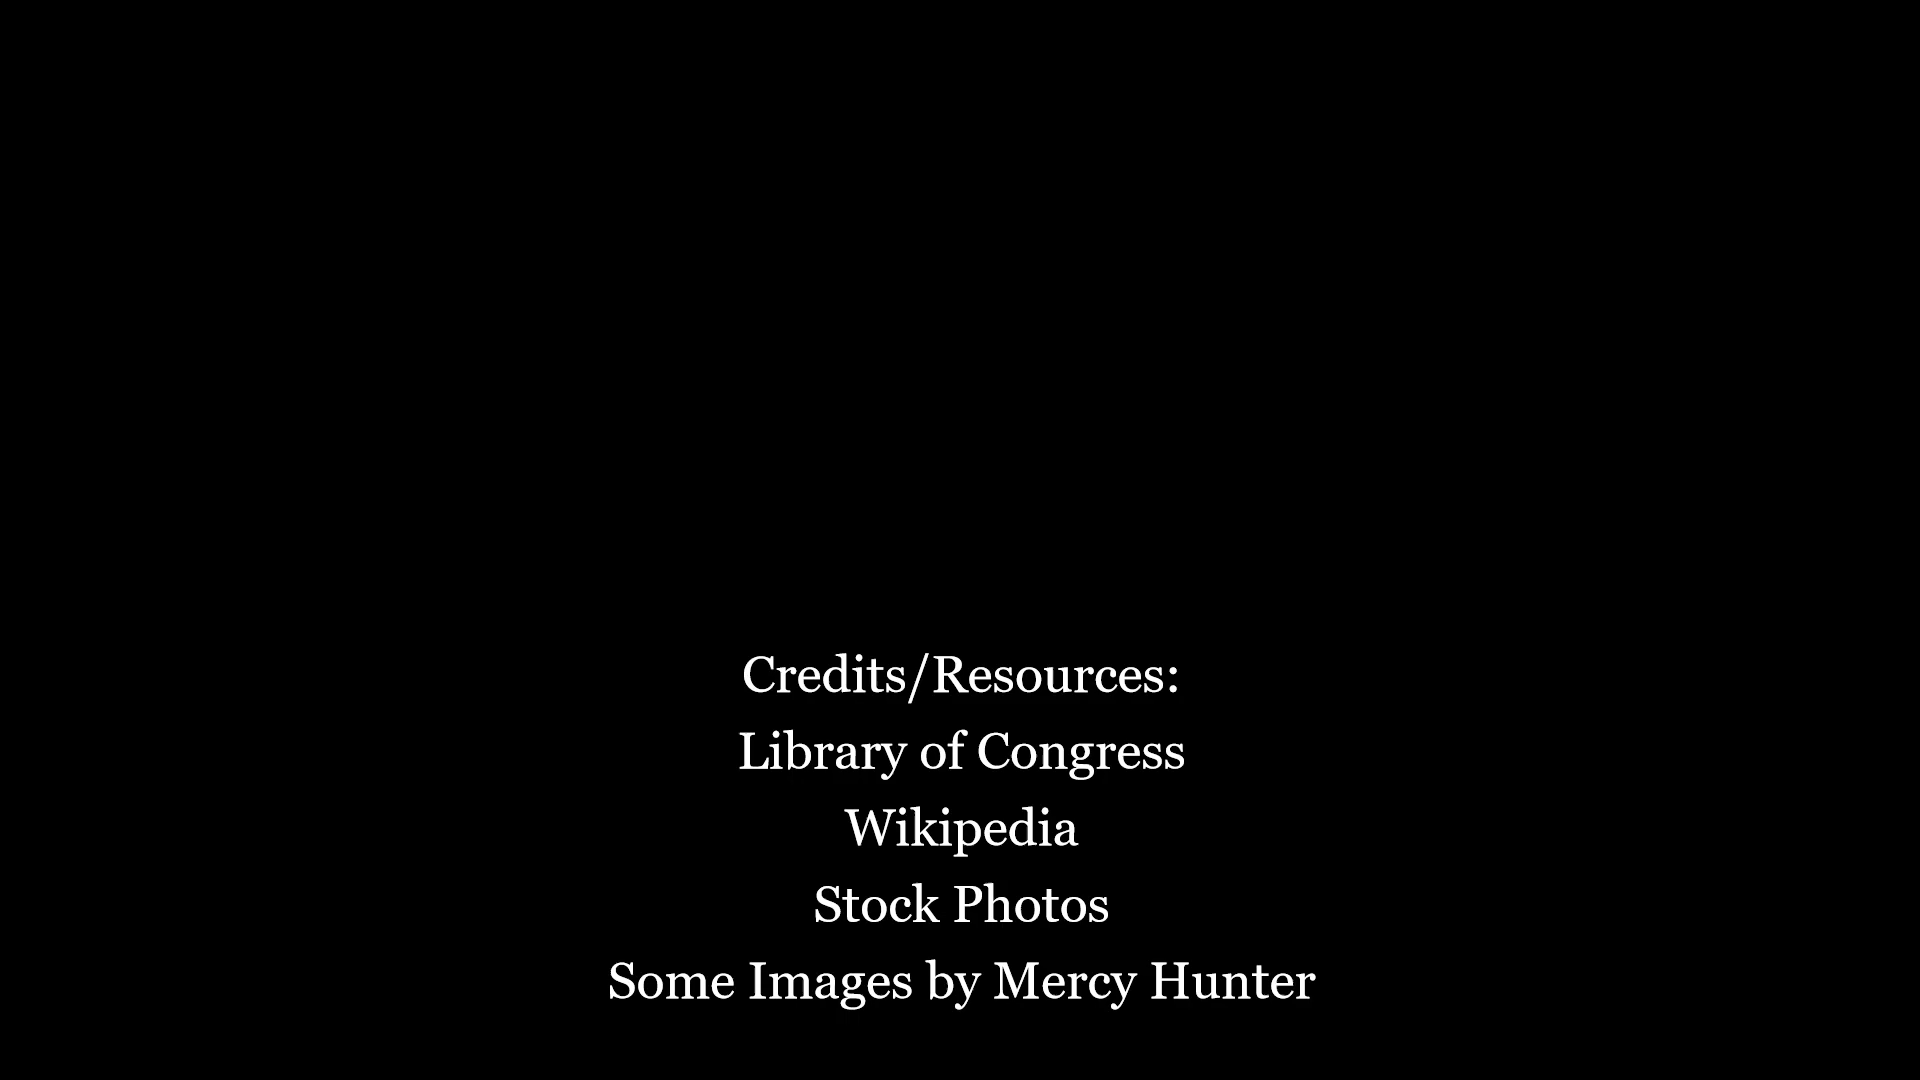 Credits/Resources:
Library of Congress
Wikipedia
Stock Photos
Some Images by Mercy Hunter